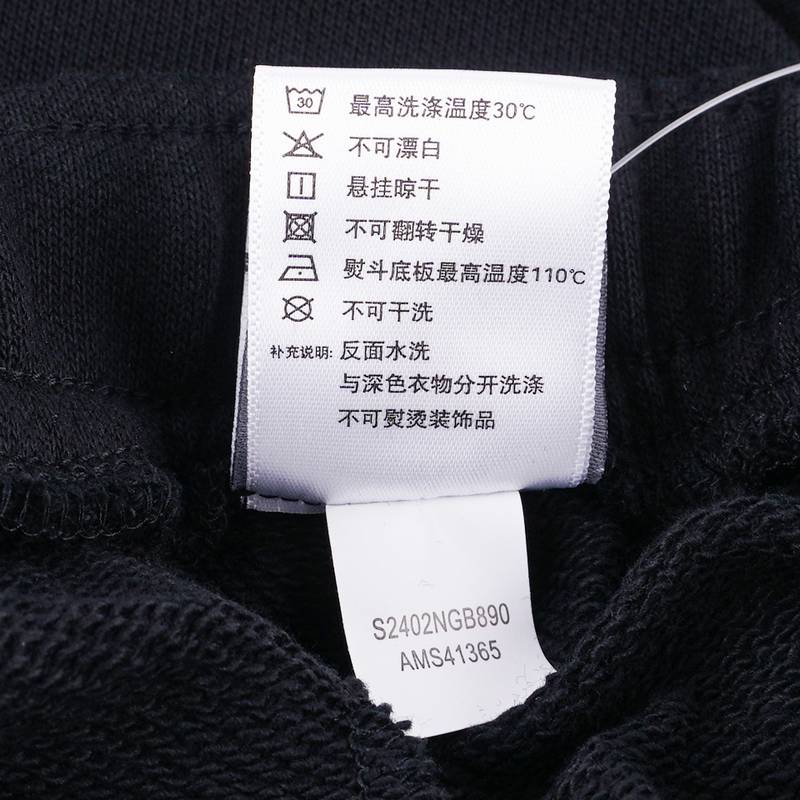 30
最高洗涤温度30℃
不可漂白
悬挂晾干
不可翻转干燥
熨斗底板最高温度110℃
不可干洗
补充说明: 反面水洗
与深色衣物分开洗涤
不可熨烫装饰品
S2402NGB890
AMS41365